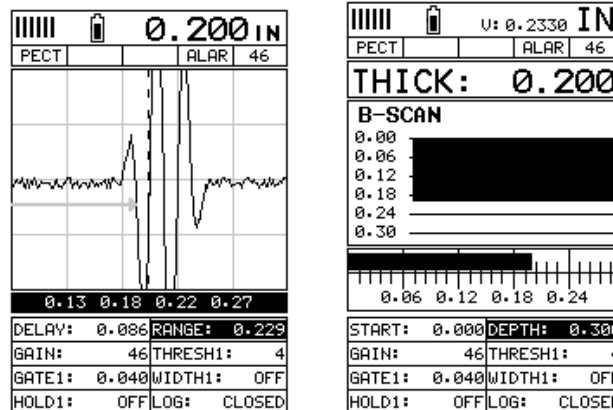 0.200 IN
PECT ALAR 46
0.13 0.18 0.22 0.27
DELAY: 0.086 RANGE: 0.229
GAIN: 46 THRESH1: 4
GATE1: 0.040 WIDTH1: OFF
HOLD1: OFF LOG: CLOSED
V: 0.2330 IN
PECT ALAR 46
THICK: 0.200
B-SCAN
0.00
0.06
0.12
0.18
0.24
0.30
0.06 0.12 0.18 0.24
START: 0.000 DEPTH: 0.300
GAIN: 46 THRESH1:
GATE1: 0.040 WIDTH1: OFF
HOLD1: OFF LOG: CLOSED